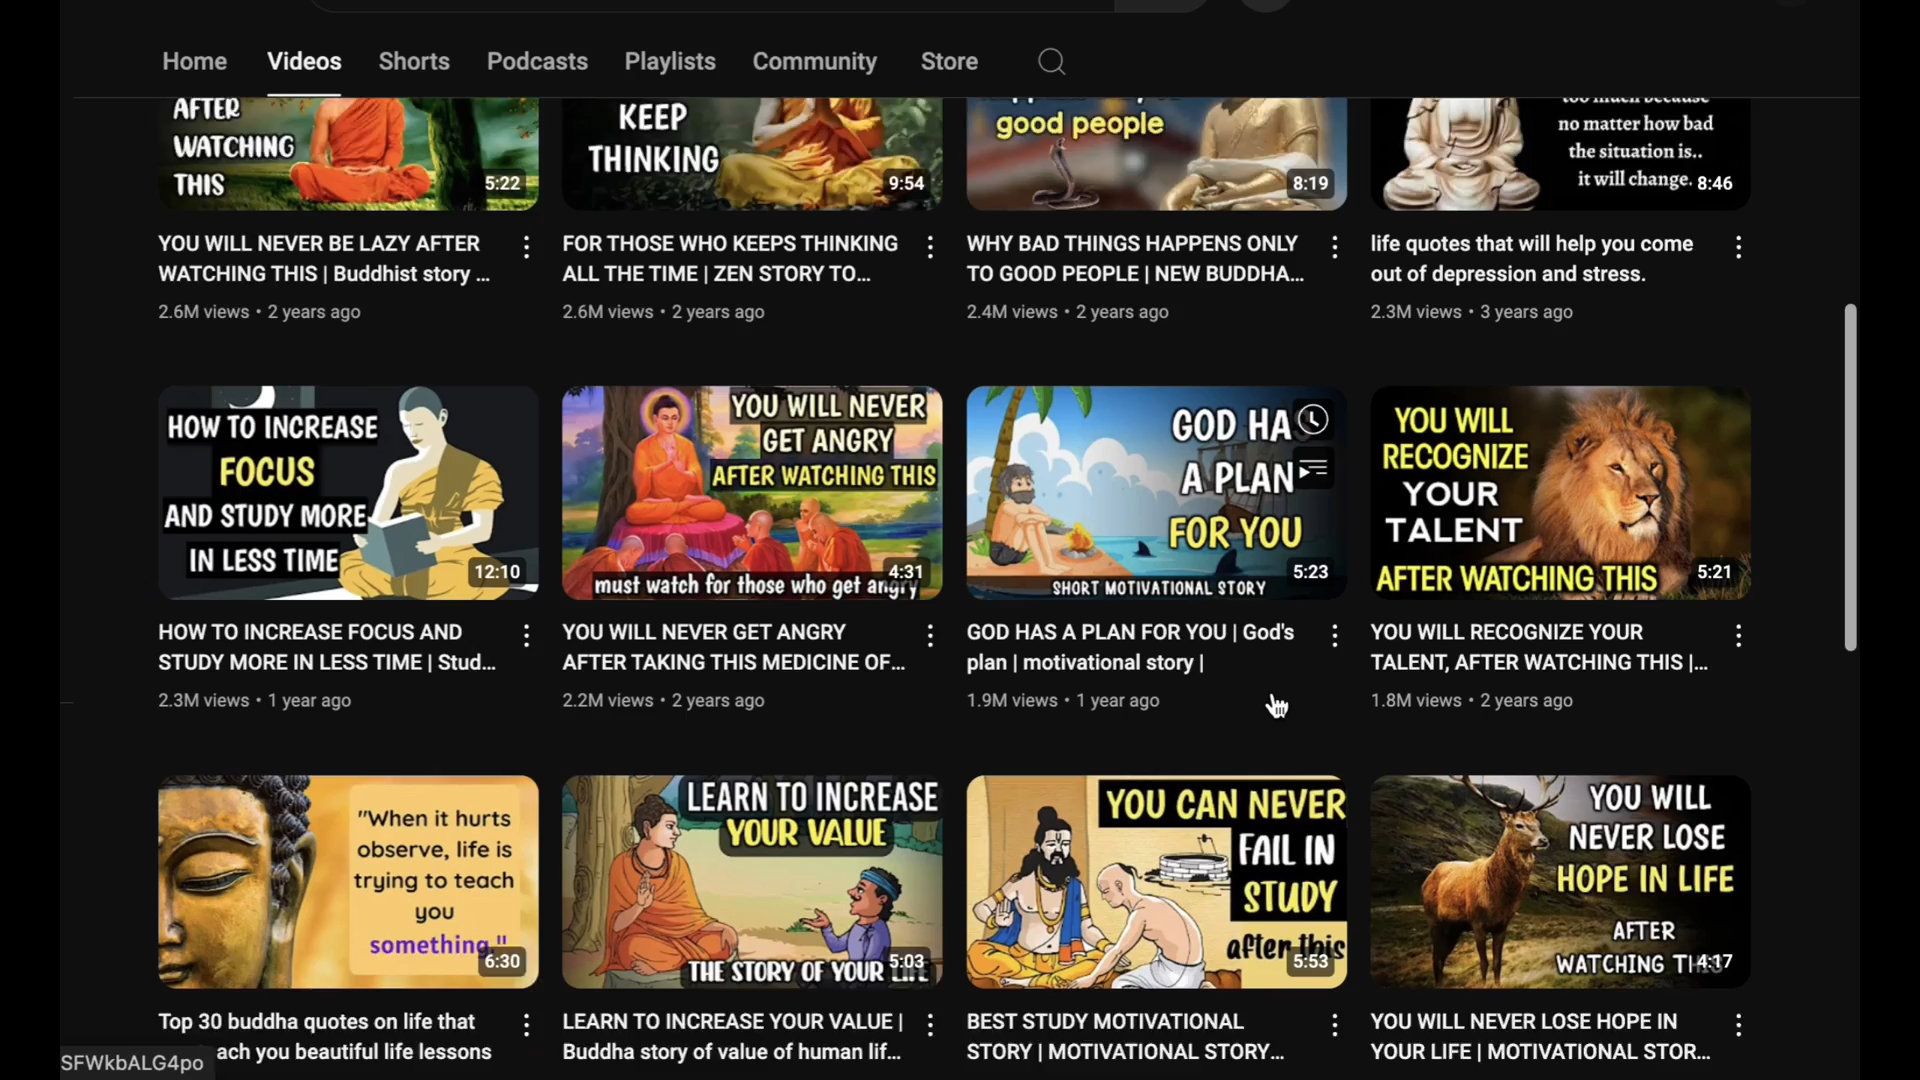 Home Videos Shorts Podcasts Playlists Community Store
AFTER
WATCHING
THIS
5:22
KEEP
THINKING
9:54
good people
8:19
no matter how bad
the situation is..
it will change.
8:46
YOU WILL NEVER BE LAZY AFTER
WATCHING THIS | Buddhist story ...
2.6M views • 2 years ago
FOR THOSE WHO KEEPS THINKING
ALL THE TIME | ZEN STORY TO...
2.6M views • 2 years ago
WHY BAD THINGS HAPPENS ONLY
TO GOOD PEOPLE | NEW BUDDHA...
2.4M views • 2 years ago
life quotes that will help you come
out of depression and stress.
2.3M views • 3 years ago
HOW TO INCREASE
FOCUS
AND STUDY MORE
IN LESS TIME
12:10
YOU WILL NEVER
GET ANGRY
AFTER WATCHING THIS
4:31
must watch for those who get angry
GOD HAS
A PLAN
FOR YOU
5:23
SHORT MOTIVATIONAL STORY
YOU WILL
RECOGNIZE
YOUR
TALENT
AFTER WATCHING THIS
5:21
HOW TO INCREASE FOCUS AND
STUDY MORE IN LESS TIME | Stud...
2.3M views • 1 year ago
YOU WILL NEVER GET ANGRY
AFTER TAKING THIS MEDICINE OF...
2.2M views • 2 years ago
GOD HAS A PLAN FOR YOU | God's
plan | motivational story |
1.9M views • 1 year ago
YOU WILL RECOGNIZE YOUR
TALENT, AFTER WATCHING THIS |...
1.8M views • 2 years ago
"When it hurts
observe, life is
trying to teach
you
something."
6:30
LEARN TO INCREASE
YOUR VALUE
5:03
THE STORY OF YOUR LIFE
YOU CAN NEVER
FAIL IN
STUDY
after this
5:53
YOU WILL
NEVER LOSE
HOPE IN LIFE
AFTER
WATCHING THIS
4:17
Top 30 buddha quotes on life that
ach you beautiful life lessons
LEARN TO INCREASE YOUR VALUE |
Buddha story of value of human lif...
BEST STUDY MOTIVATIONAL
STORY | MOTIVATIONAL STORY...
YOU WILL NEVER LOSE HOPE IN
YOUR LIFE | MOTIVATIONAL STOR...
SFWkbALG4po